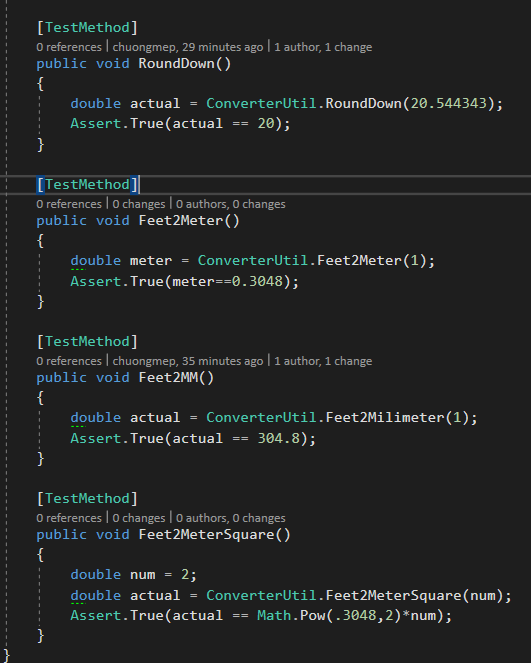 [TestMethod]
0 references | chuongmep, 29 minutes ago | 1 author, 1 change
public void RoundDown()
{
double actual = ConverterUtil.RoundDown(20.544343);
Assert.True(actual == 20);
}
[TestMethod]
0 references | 0 changes | 0 authors, 0 changes
public void Feet2Meter()
{
double meter = ConverterUtil.Feet2Meter(1);
Assert.True(meter==0.3048);
}
[TestMethod]
0 references | chuongmep, 35 minutes ago | 1 author, 1 change
public void Feet2MM()
{
double actual = ConverterUtil.Feet2Milimeter(1);
Assert.True(actual == 304.8);
}
[TestMethod]
0 references | 0 changes | 0 authors, 0 changes
public void Feet2MeterSquare()
{
double num = 2;
double actual = ConverterUtil.Feet2MeterSquare(num);
Assert.True(actual == Math.Pow(.3048,2)*num);
}
}